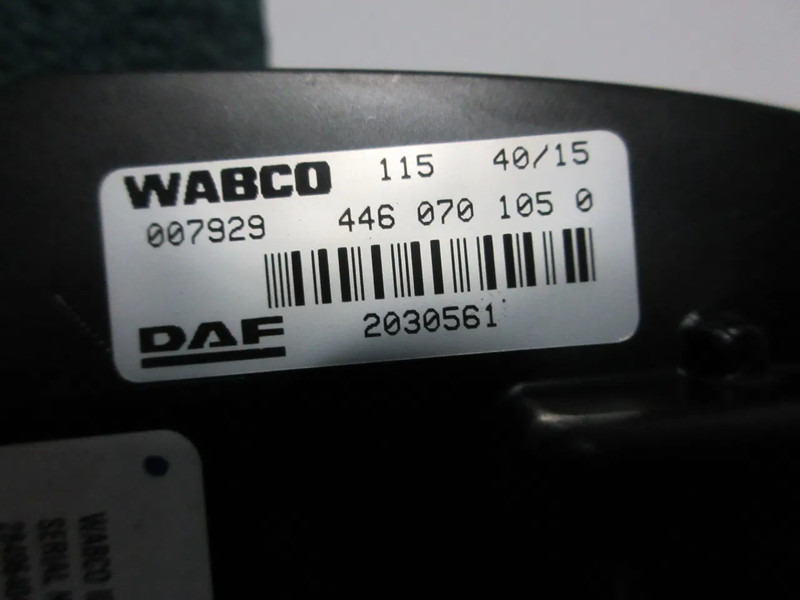 WABCO 115 40/15
007929 446 070 105 0
DAF 2030561
WABCO
SERIAL